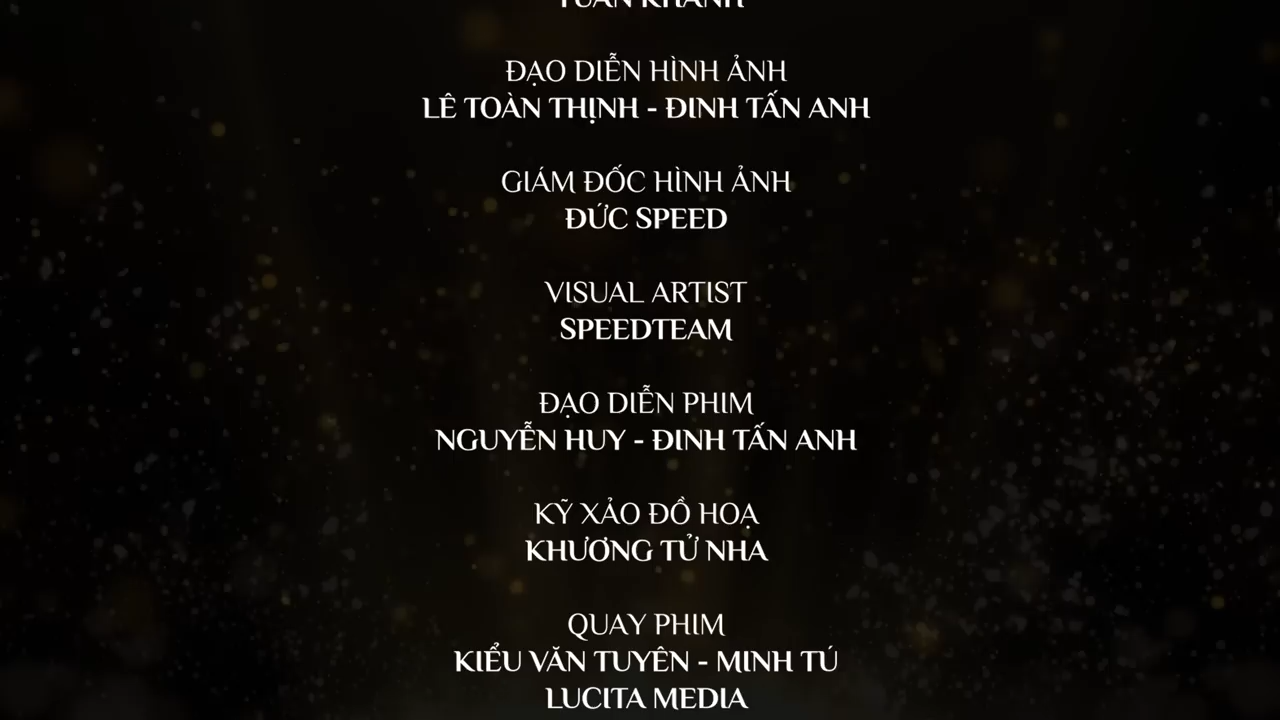 TUẤN KHANH
ĐẠO DIỄN HÌNH ẢNH
LÊ TOÀN THỊNH - ĐINH TẤN ANH
GIÁM ĐỐC HÌNH ẢNH
ĐỨC SPEED
VISUAL ARTIST
SPEEDTEAM
ĐẠO DIỄN PHIM
NGUYỄN HUY - ĐINH TẤN ANH
KỸ XẢO ĐỒ HOẠ
KHƯƠNG TỬ NHA
QUAY PHIM
KIỂU VĂN TUYÊN - MINH TÚ
LUCITA MEDIA